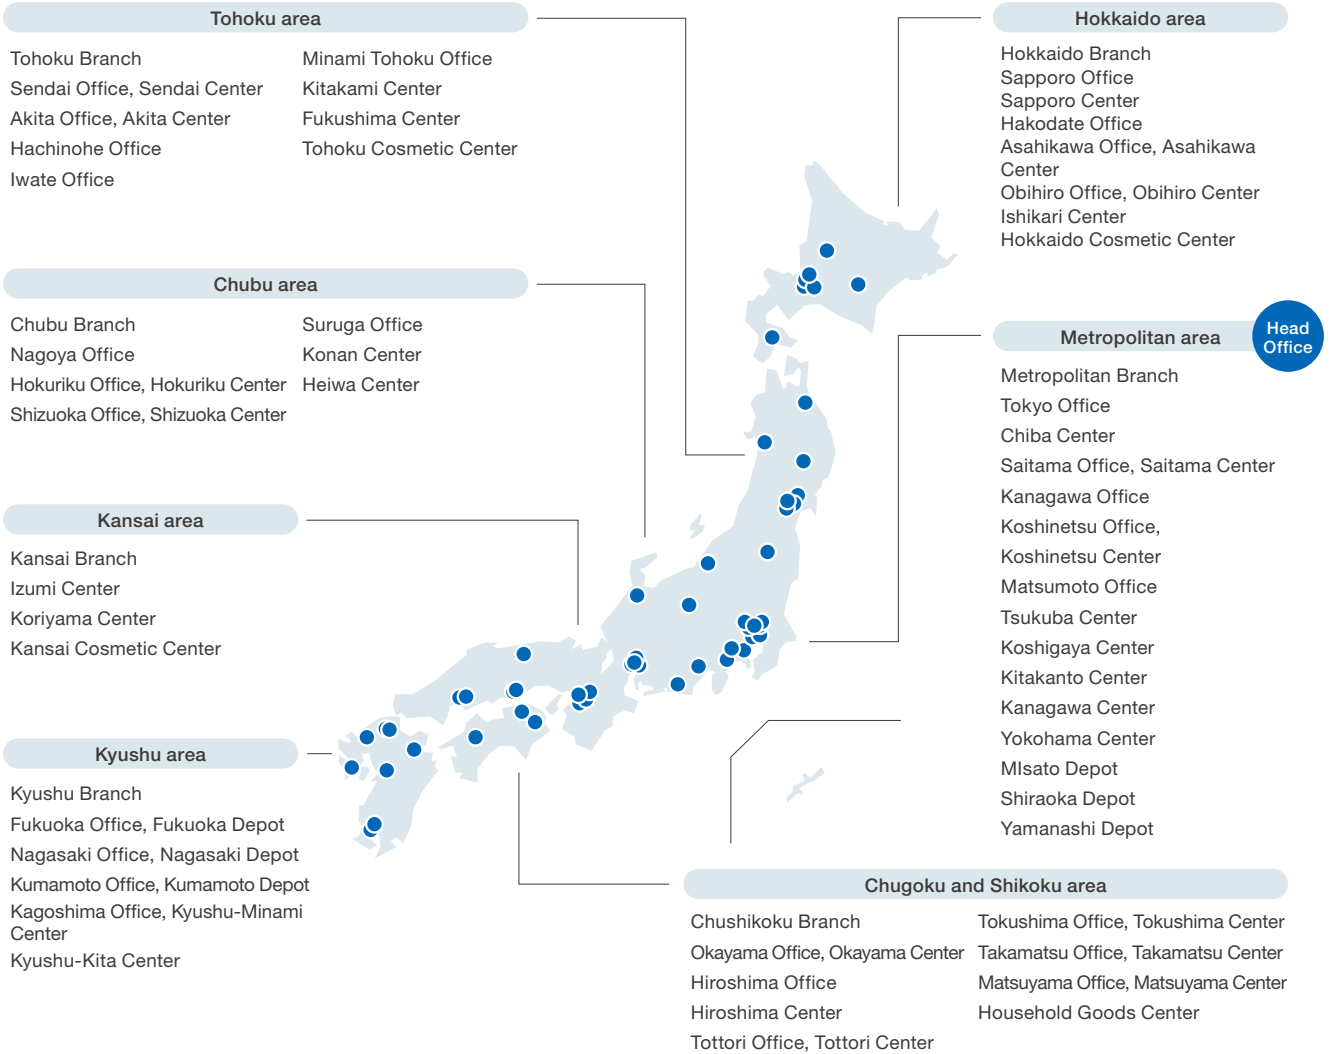 Tohoku area
Tohoku Branch
Sendai Office, Sendai Center
Akita Office, Akita Center
Hachinohe Office
Iwate Office
Minami Tohoku Office
Kitakami Center
Fukushima Center
Tohoku Cosmetic Center
Hokkaido area
Hokkaido Branch
Sapporo Office
Sapporo Center
Hakodate Office
Asahikawa Office, Asahikawa
Center
Obihiro Office, Obihiro Center
Ishikari Center
Hokkaido Cosmetic Center
Chubu area
Chubu Branch
Nagoya Office
Hokuriku Office, Hokuriku Center
Shizuoka Office, Shizuoka Center
Suruga Office
Konan Center
Heiwa Center
Metropolitan area
Head
Office
Metropolitan Branch
Tokyo Office
Chiba Center
Saitama Office, Saitama Center
Kanagawa Office
Koshinetsu Office,
Koshinetsu Center
Matsumoto Office
Tsukuba Center
Koshigaya Center
Kitakanto Center
Kanagawa Center
Yokohama Center
MIsato Depot
Shiraoka Depot
Yamanashi Depot
Kansai area
Kansai Branch
Izumi Center
Koriyama Center
Kansai Cosmetic Center
Kyushu area
Kyushu Branch
Fukuoka Office, Fukuoka Depot
Nagasaki Office, Nagasaki Depot
Kumamoto Office, Kumamoto Depot
Kagoshima Office, Kyushu-Minami
Center
Kyushu-Kita Center
Chugoku and Shikoku area
Chushikoku Branch
Okayama Office, Okayama Center
Hiroshima Office
Hiroshima Center
Tottori Office, Tottori Center
Tokushima Office, Tokushima Center
Takamatsu Office, Takamatsu Center
Matsuyama Office, Matsuyama Center
Household Goods Center